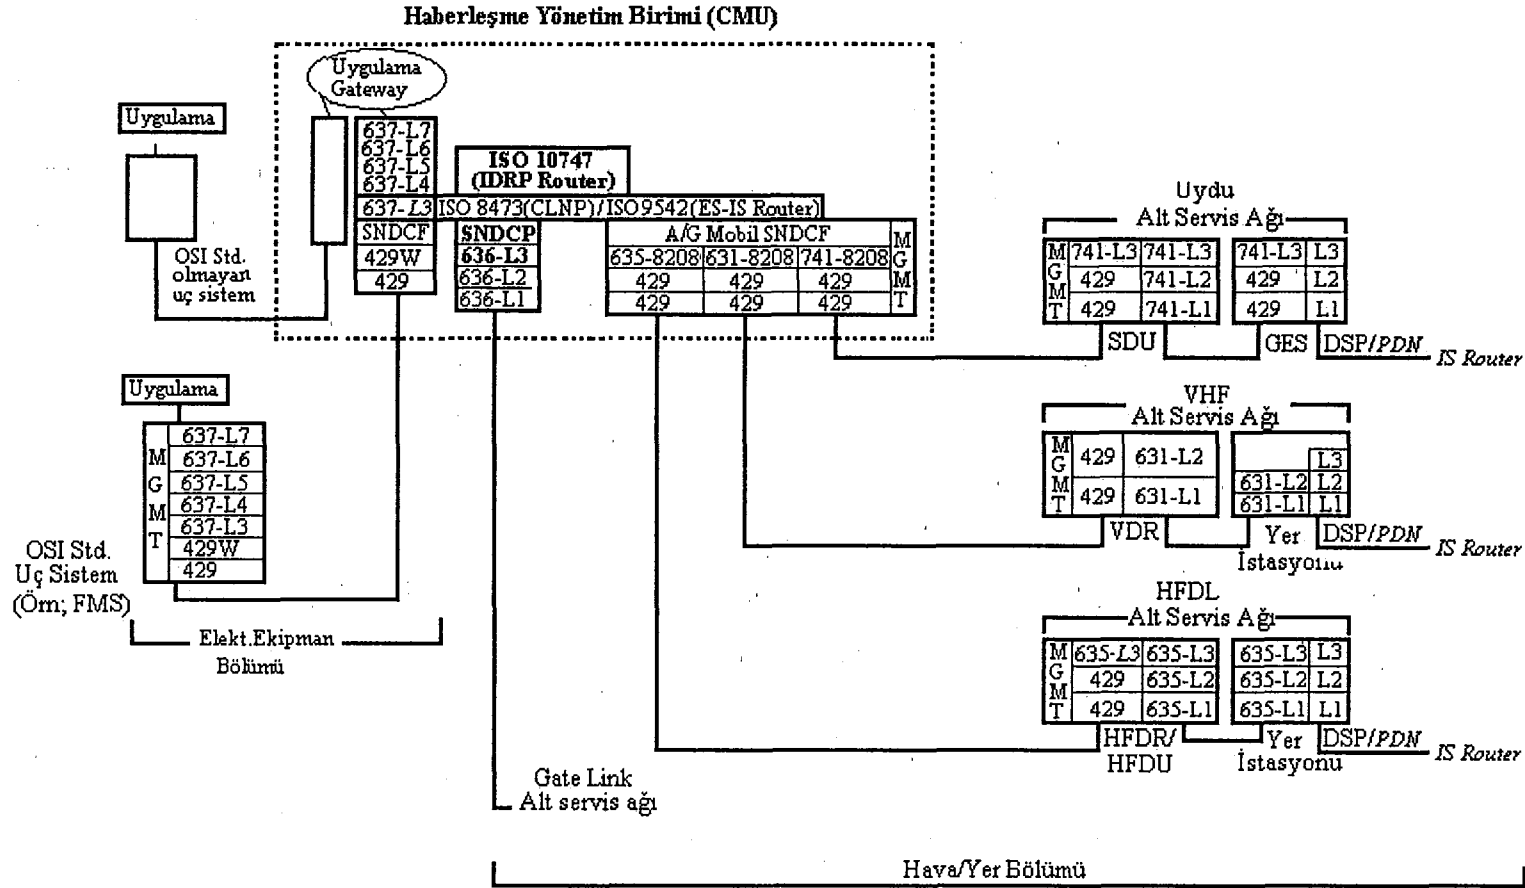 Haberleşme Yönetim Birimi (CMU)
Uygulama
Gateway
Uygulama
OSI Std.
olmayan
uç sistem
637-L7
637-L6
637-L5
637-L4
637-L3
SNDCF
429W
429
ISO 10747
(IDRP Router)
ISO 8473(CLNP)/ISO9542(ES-IS Router)
SNDCP
636-L3
636-L2
636-L1
A/G Mobil SNDCF
635-8208 631-8208 741-8208
429 429 429
429 429 429
MGMT
Uydu
Alt Servis Ağı
MGMT
741-L3 741-L3 741-L3 L3
429 741-L2 429 L2
429 741-L1 429 L1
SDU GES DSP/PDN IS Router
Uygulama
MGMT
637-L7
637-L6
637-L5
637-L4
637-L3
429W
429
OSI Std.
Uç Sistem
(Örn; FMS)
Elekt.Ekipman
Bölümü
VHF
Alt Servis Ağı
MGMT
429 631-L2
429 631-L1
L3
631-L2 L2
631-L1 L1
VDR Yer DSP/PDN IS Router
İstasyonu
HFDL
Alt Servis Ağı
MGMT
635-L3 635-L3 635-L3 L3
429 635-L2 635-L2 L2
429 635-L1 635-L1 L1
HFDR/ Yer DSP/PDN IS Router
HFDU İstasyonu
Gate Link
Alt servis ağı
Hava/Yer Bölümü